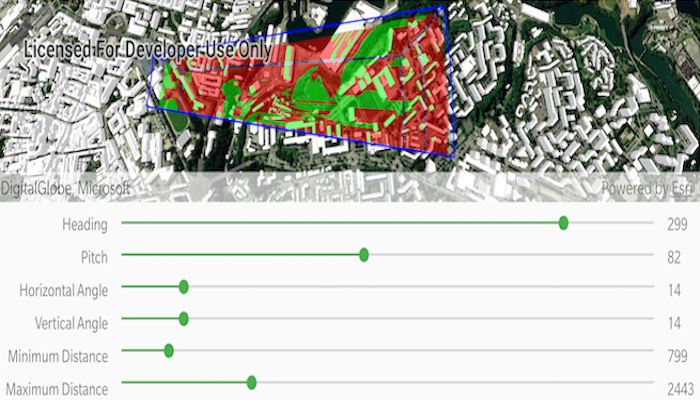 Licensed For Developer Use Only
DigitalGlobe, Microsoft Powered by Esri
Heading 299
Pitch 82
Horizontal Angle 14
Vertical Angle 14
Minimum Distance 799
Maximum Distance 2443